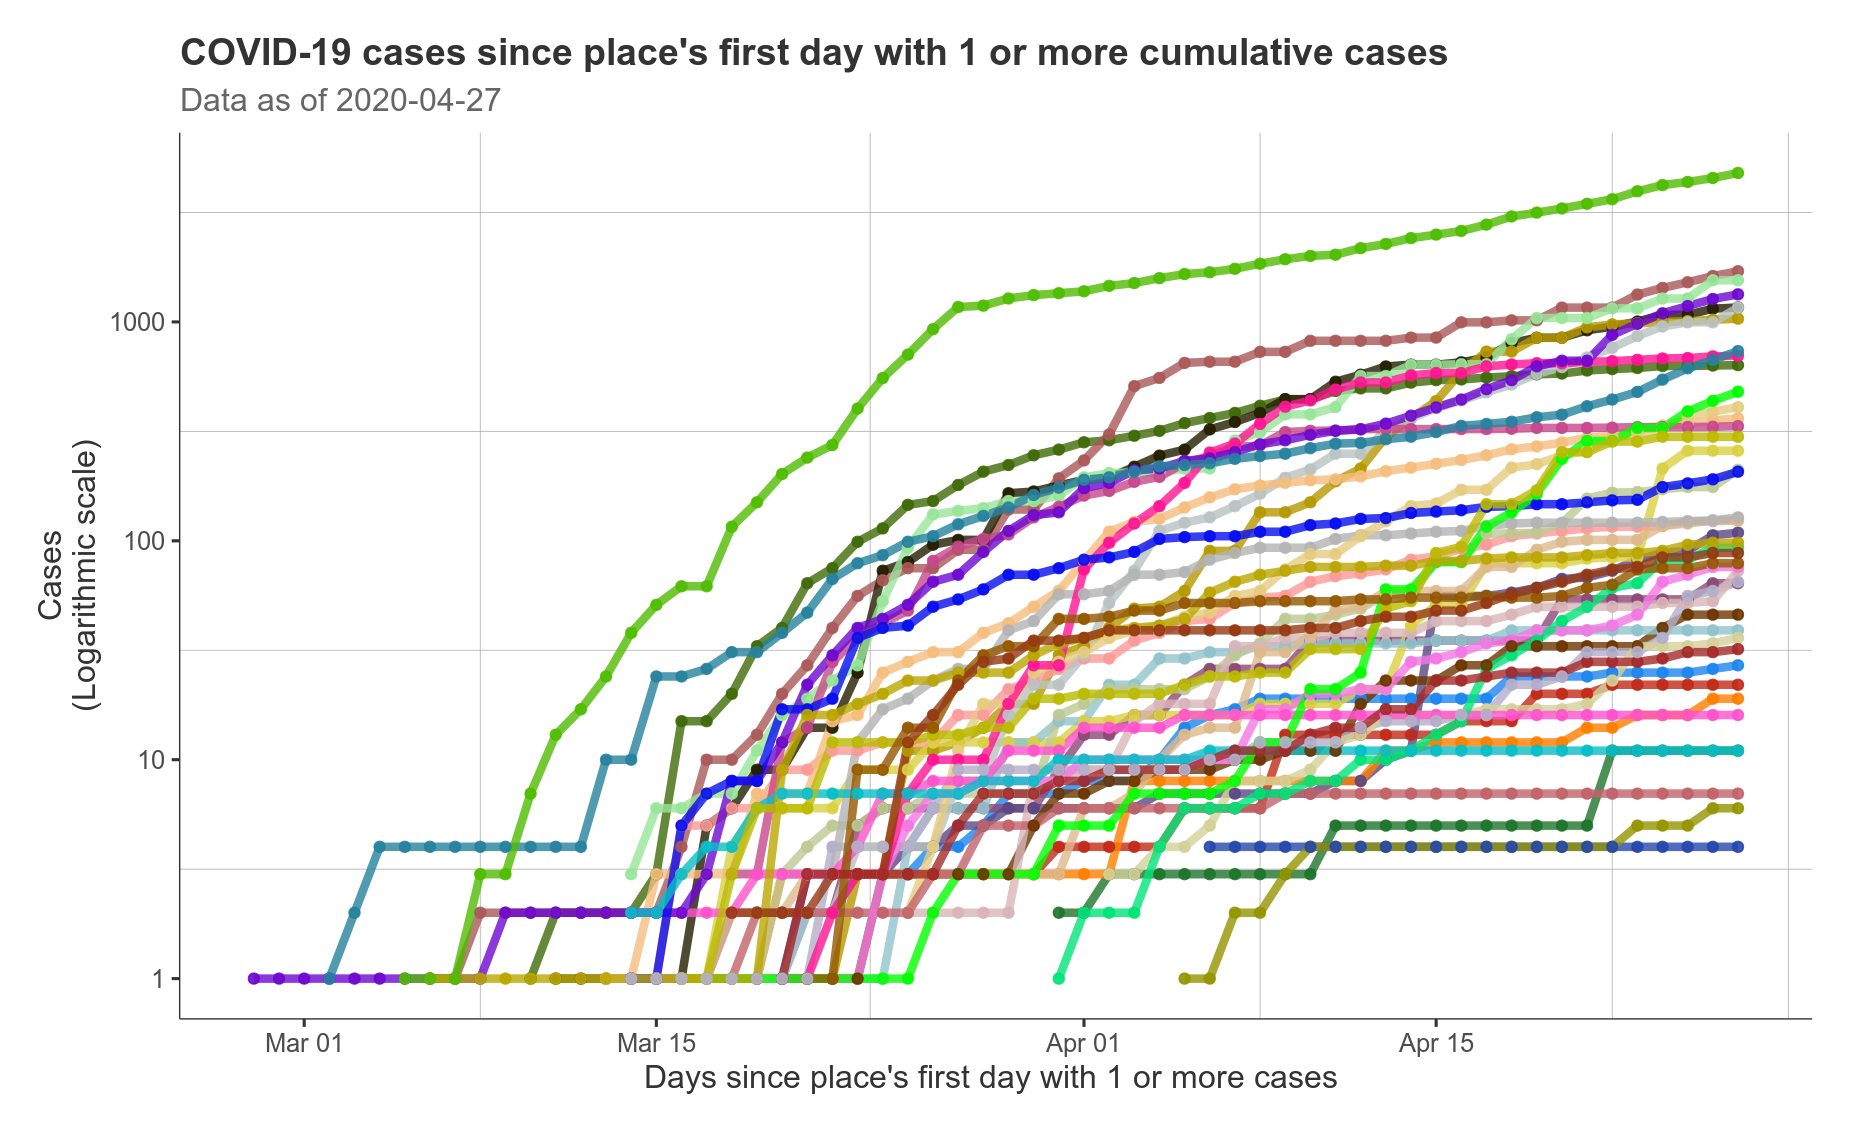 COVID-19 cases since place's first day with 1 or more cumulative cases
Data as of 2020-04-27
Cases
(Logarithmic scale)
1000
100
10
1
Mar 01
Mar 15
Apr 01
Apr 15
Days since place's first day with 1 or more cases